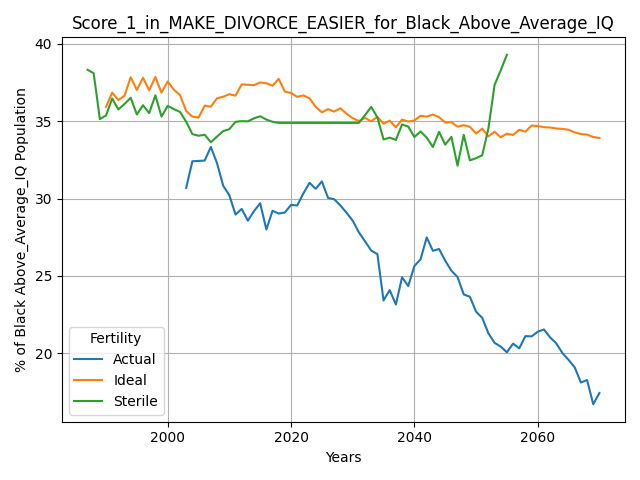 Score_1_in_MAKE_DIVORCE_EASIER_for_Black_Above_Average_IQ
% of Black Above_Average_IQ Population
40
35
30
25
20
Fertility
Actual
Ideal
Sterile
2000 2020 2040 2060
Years